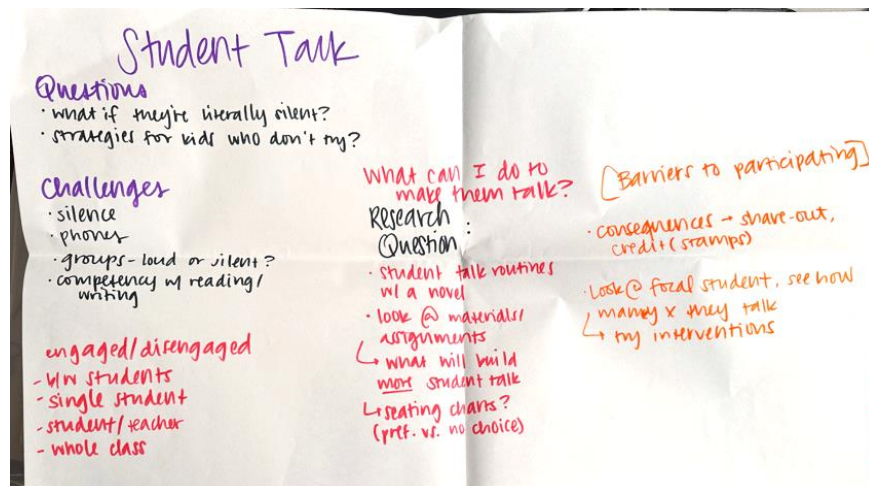 Student Talk
Questions
· what if they're literally silent?
· strategies for kids who don't try?
Challenges
· silence
· phones
· groups - loud or silent?
· competency w/ reading/
writing
engaged/disengaged
- b/w students
- single student
- student/teacher
- whole class
What can I do to
make them talk?
Research
Question:
· student talk routines
w/ a novel
· look @ materials/
assignments
↳ what will build
more student talk
↳ seating charts?
(pref. vs. no choice)
[Barriers to participating]
· consequences → share-out,
credit (stamps)
· Look @ focal student, see how
many x they talk
↳ try interventions